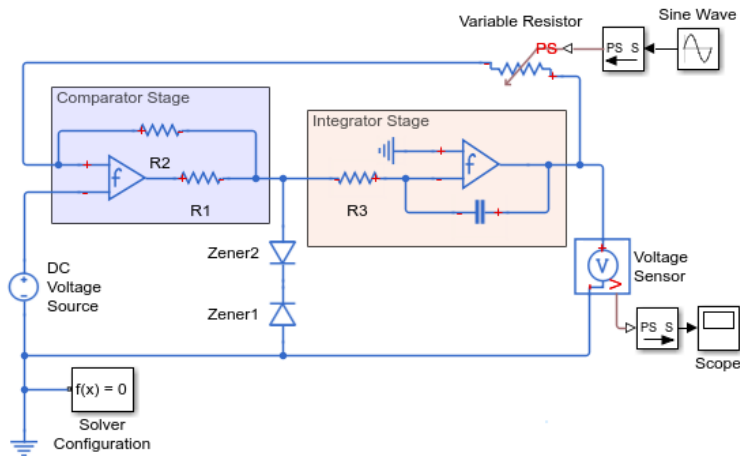 Variable Resistor
Sine Wave
PS
PS S
Comparator Stage
Integrator Stage
R2
R1
R3
f
f
Zener2
Zener1
DC
Voltage
Source
V
V
Voltage
Sensor
PS S
Scope
f(x) = 0
Solver
Configuration